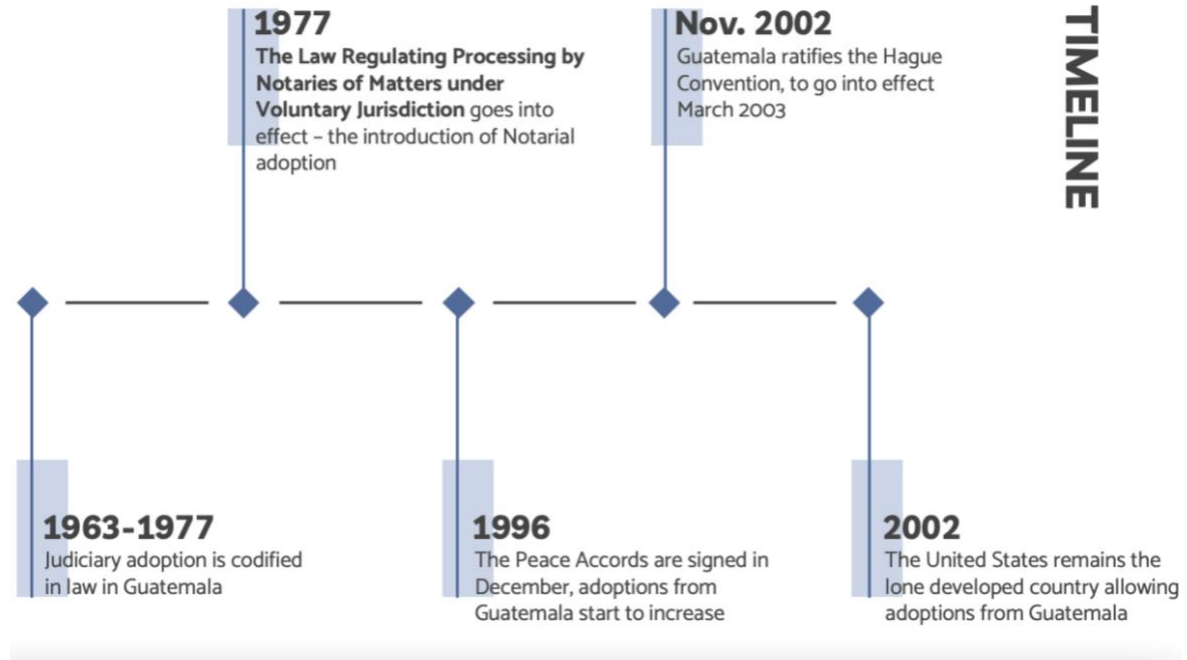 TIMELINE
1963-1977
Judiciary adoption is codified
in law in Guatemala
1977
The Law Regulating Processing by
Notaries of Matters under
Voluntary Jurisdiction goes into
effect – the introduction of Notarial
adoption
1996
The Peace Accords are signed in
December, adoptions from
Guatemala start to increase
Nov. 2002
Guatemala ratifies the Hague
Convention, to go into effect
March 2003
2002
The United States remains the
lone developed country allowing
adoptions from Guatemala